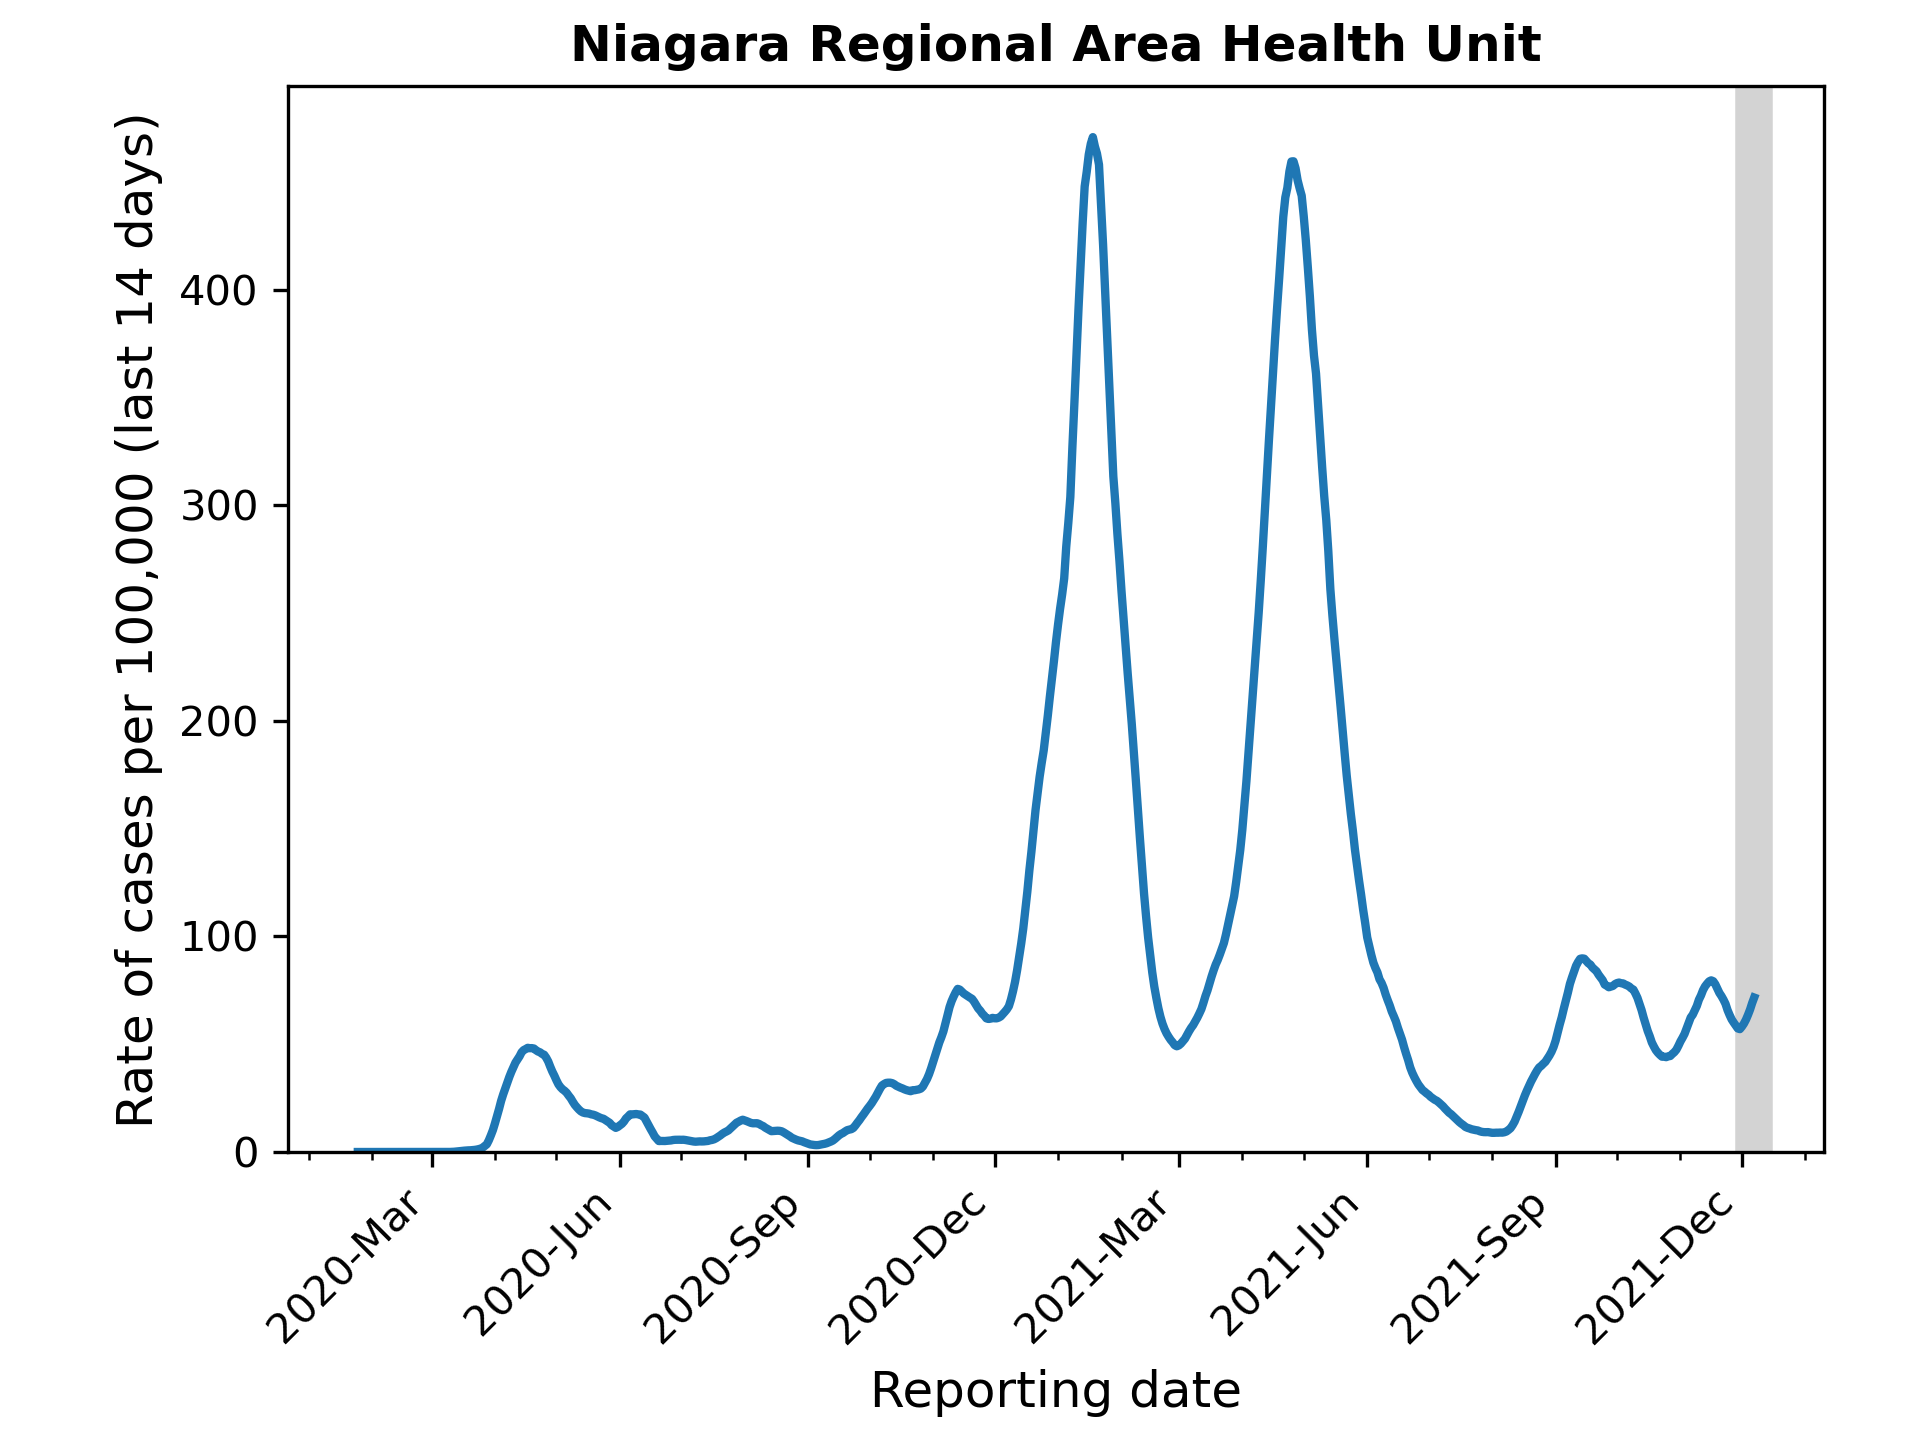 Niagara Regional Area Health Unit
Rate of cases per 100,000 (last 14 days)
400
300
200
100
0
2020-Mar
2020-Jun
2020-Sep
2020-Dec
2021-Mar
2021-Jun
2021-Sep
2021-Dec
Reporting date